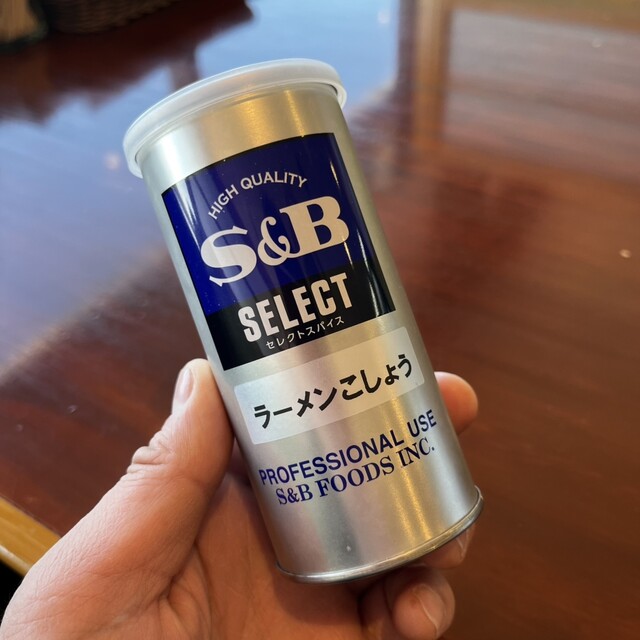 HIGH QUALITY
S&B
SELECT
セレクトスパイス
ラーメンこしょう
PROFESSIONAL USE
S&B FOODS INC.